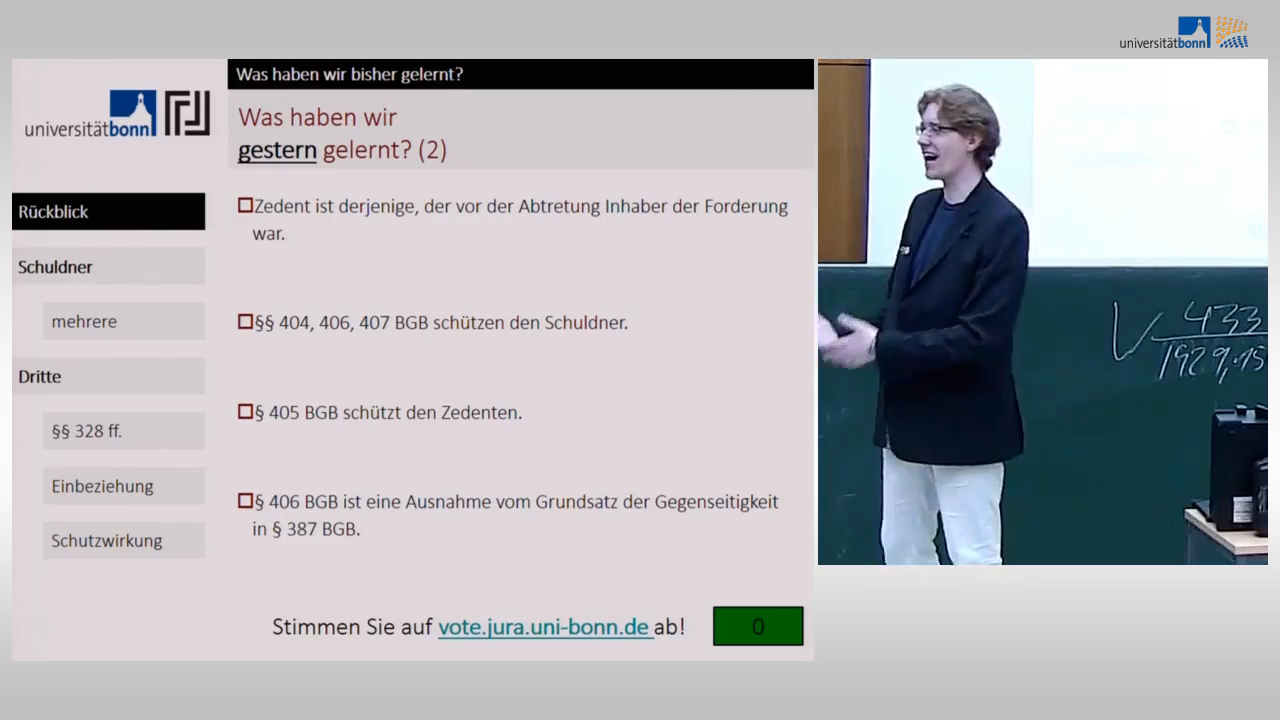 universitätbonn
Was haben wir bisher gelernt?
universitätbonn
Was haben wir
gestern gelernt? (2)
Rückblick
Schuldner
mehrere
Dritte
§§ 328 ff.
Einbeziehung
Schutzwirkung
Zedent ist derjenige, der vor der Abtretung Inhaber der Forderung
war.
§§ 404, 406, 407 BGB schützen den Schuldner.
§ 405 BGB schützt den Zedenten.
§ 406 BGB ist eine Ausnahme vom Grundsatz der Gegenseitigkeit
in § 387 BGB.
Stimmen Sie auf vote.jura.uni-bonn.de ab!
0
433